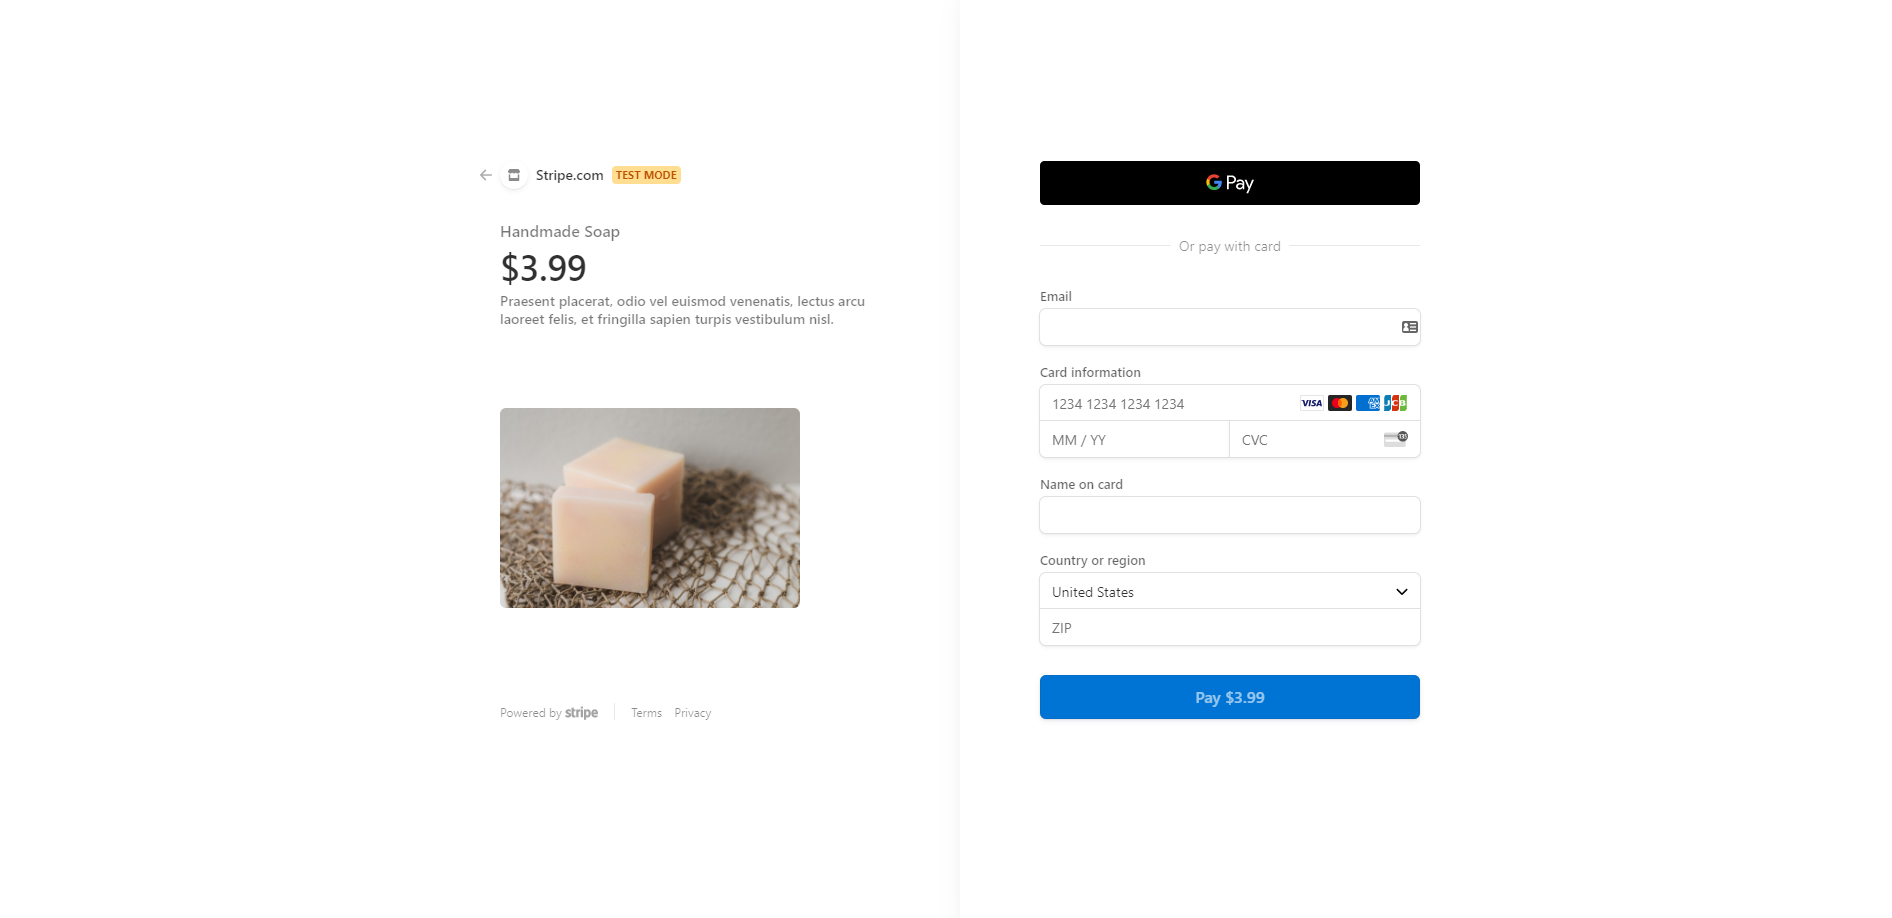 Stripe.com TEST MODE
Handmade Soap
$3.99
Praesent placerat, odio vel euismod venenatis, lectus arcu
laoreet felis, et fringilla sapien turpis vestibulum nisl.
Powered by stripe
Terms Privacy
G Pay
Or pay with card
Email
Card information
1234 1234 1234 1234 VISA AM EX JCB
MM / YY CVC
Name on card
Country or region
United States
ZIP
Pay $3.99